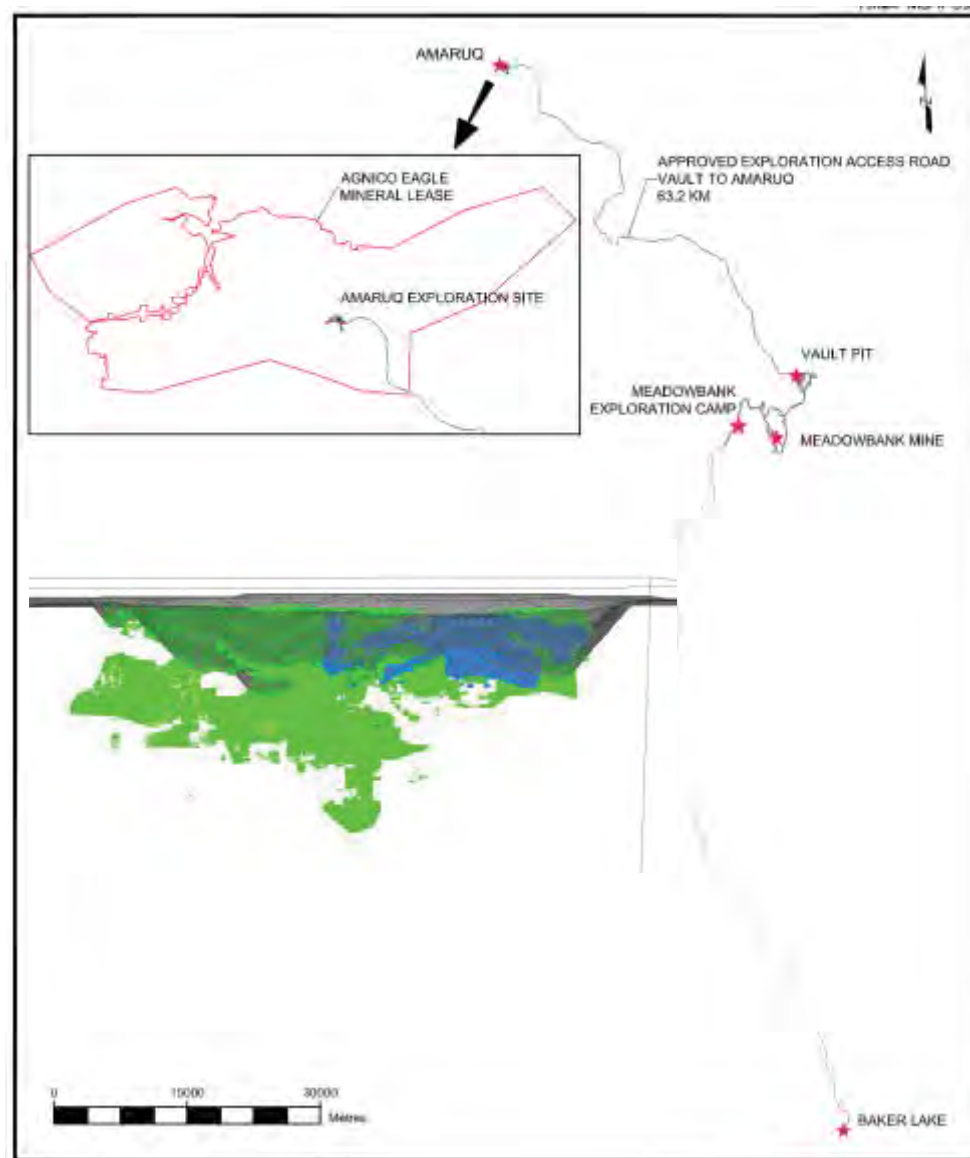 AMARUQ
N
APPROVED EXPLORATION ACCESS ROAD
VAULT TO AMARUQ
63.2 KM
AGNICO EAGLE
MINERAL LEASE
AMARUQ EXPLORATION SITE
VAULT PIT
MEADOWBANK
EXPLORATION CAMP
MEADOWBANK MINE
0 15000 30000
Metres
BAKER LAKE